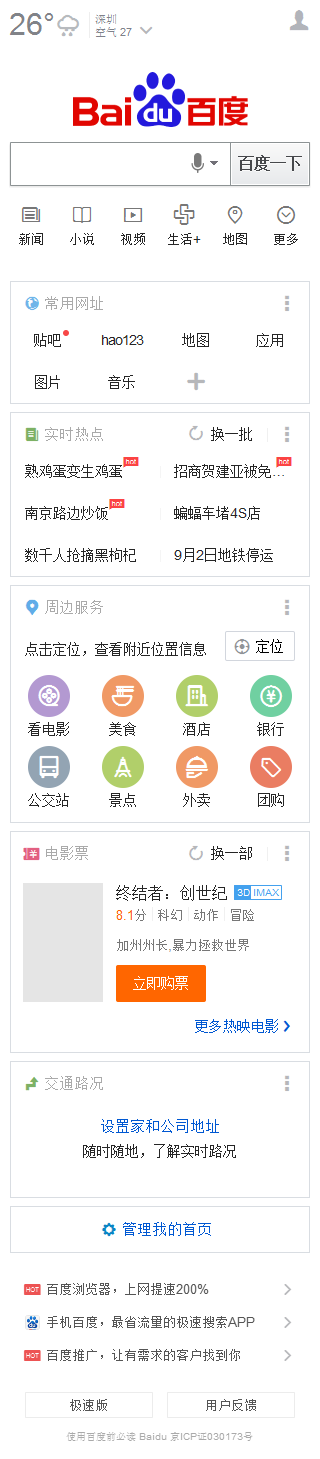 26°
深圳
空气 27
Bai du 百度
百度一下
新闻 小说 视频 生活+ 地图 更多
常用网址
贴吧 hao123 地图 应用
图片 音乐
实时热点 换一批
熟鸡蛋变生鸡蛋 hot 招商贺建亚被免... hot
南京路边炒饭 hot 蝙蝠车堵4S店
数千人抢摘黑枸杞 9月2日地铁停运
周边服务
点击定位，查看附近位置信息 定位
看电影 美食 酒店 银行
公交站 景点 外卖 团购
电影票 换一部
终结者：创世纪 3D IMAX
8.1分 科幻 动作 冒险
加州州长,暴力拯救世界
立即购票
更多热映电影
交通路况
设置家和公司地址
随时随地，了解实时路况
管理我的首页
HOT 百度浏览器，上网提速200%
手机百度，最省流量的极速搜索APP
HOT 百度推广，让有需求的客户找到你
极速版 用户反馈
使用百度前必读 Baidu 京ICP证030173号